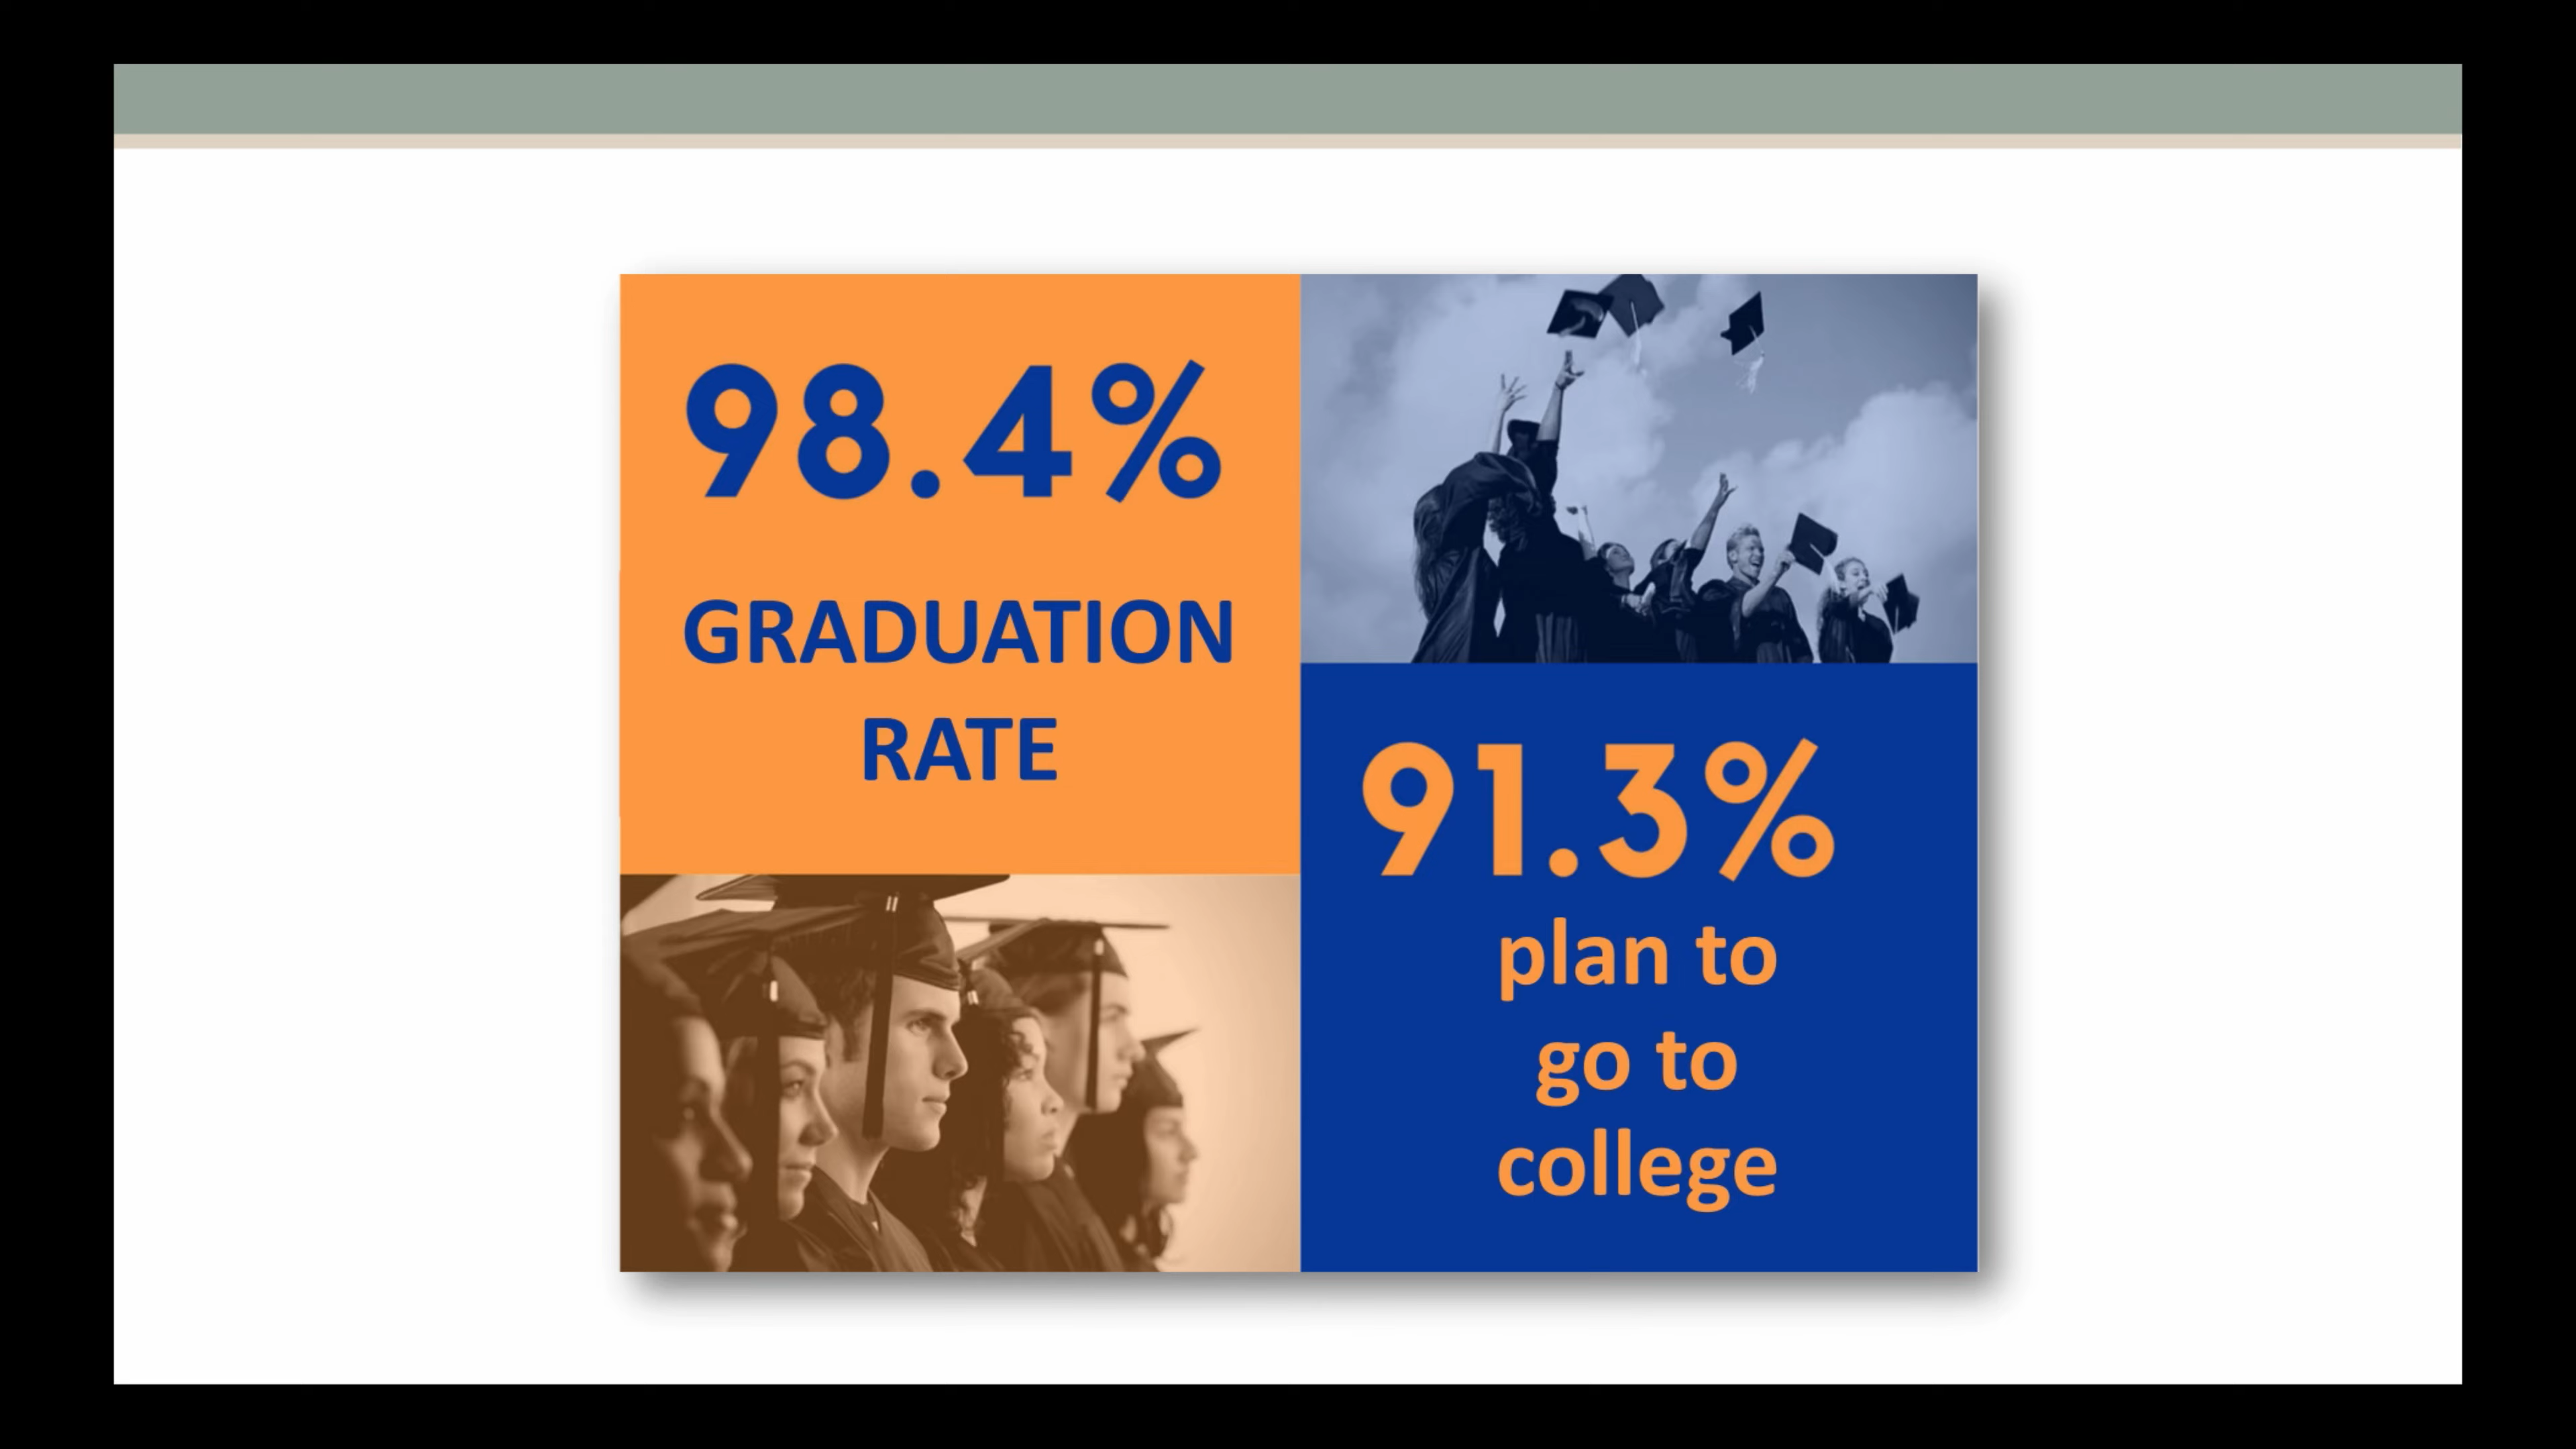 98.4%
GRADUATION
RATE
91.3%
plan to
go to
college